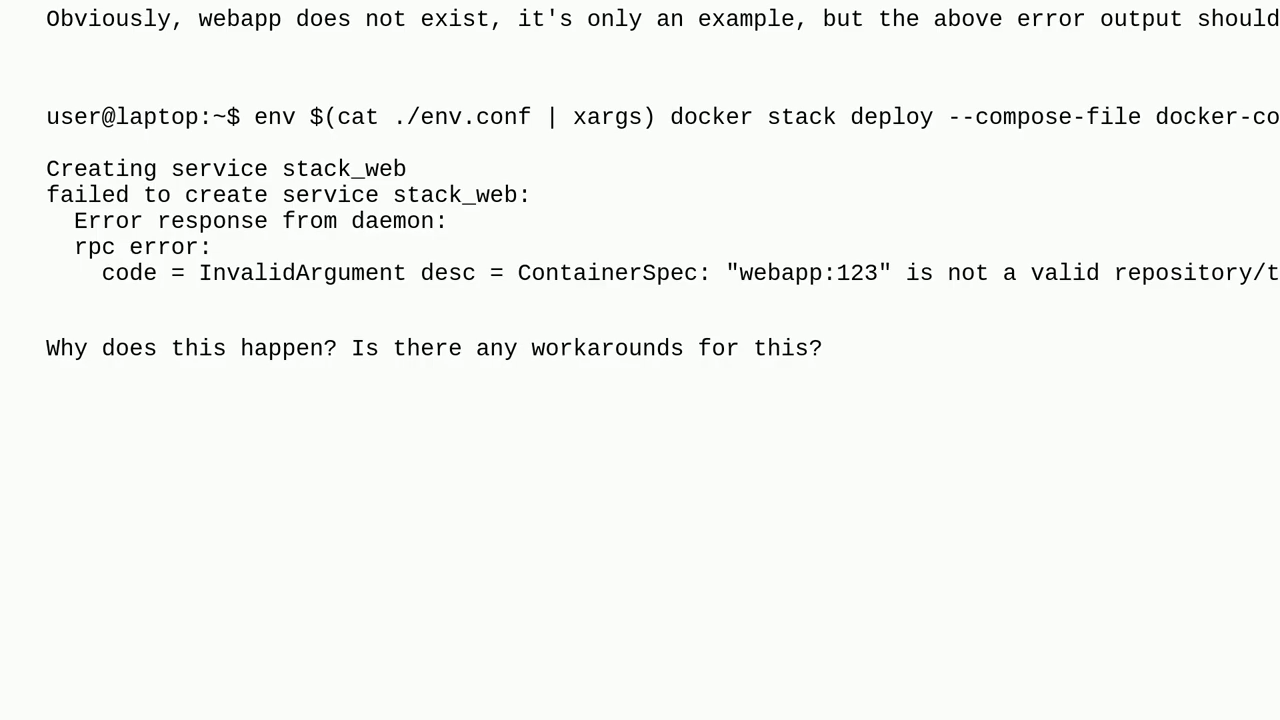 Obviously, webapp does not exist, it's only an example, but the above error output should
user@laptop:~$ env $(cat ./env.conf | xargs) docker stack deploy --compose-file docker-co
Creating service stack_web
failed to create service stack_web:
  Error response from daemon:
  rpc error:
    code = InvalidArgument desc = ContainerSpec: "webapp:123" is not a valid repository/t
Why does this happen? Is there any workarounds for this?